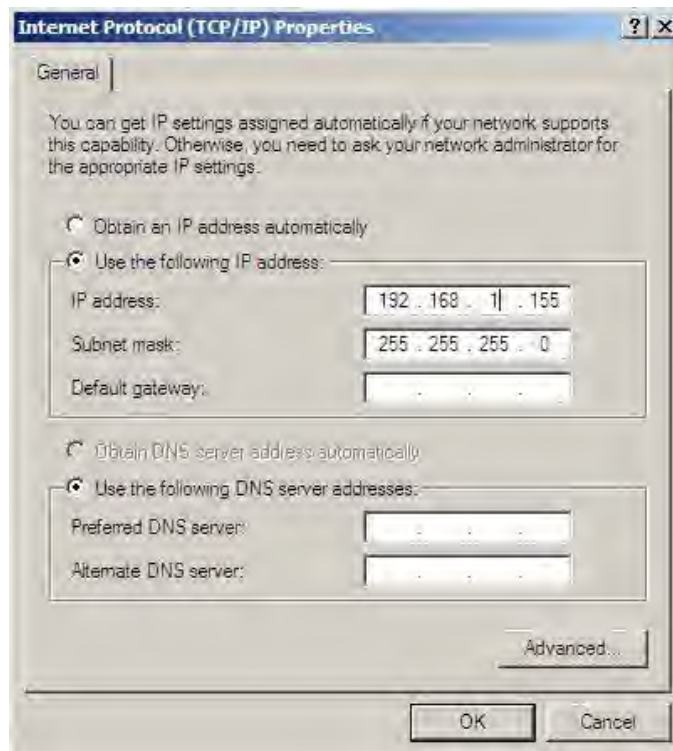 Internet Protocol (TCP/IP) Properties
General
You can get IP settings assigned automatically if your network supports
this capability. Otherwise, you need to ask your network administrator for
the appropriate IP settings.
Obtain an IP address automatically
Use the following IP address:
IP address: 192 . 168 . 1 . 155
Subnet mask: 255 . 255 . 255 . 0
Default gateway: . . .
Obtain DNS server address automatically
Use the following DNS server addresses:
Preferred DNS server: . . .
Alternate DNS server: . . .
Advanced...
OK Cancel